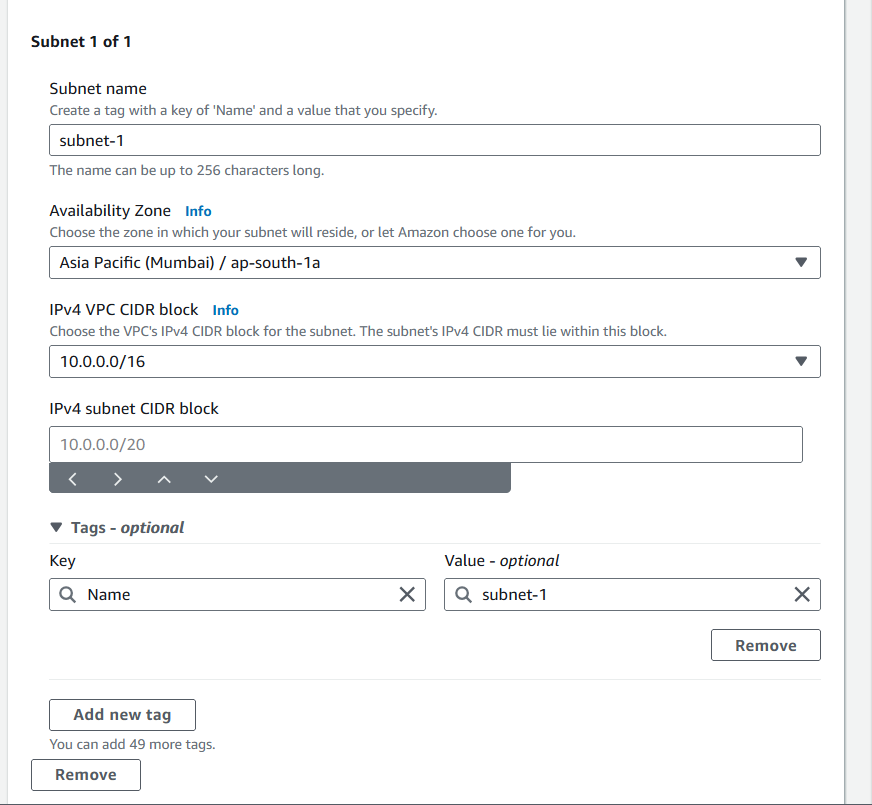 Subnet 1 of 1
Subnet name
Create a tag with a key of 'Name' and a value that you specify.
subnet-1
The name can be up to 256 characters long.
Availability Zone Info
Choose the zone in which your subnet will reside, or let Amazon choose one for you.
Asia Pacific (Mumbai) / ap-south-1a
IPv4 VPC CIDR block Info
Choose the VPC's IPv4 CIDR block for the subnet. The subnet's IPv4 CIDR must lie within this block.
10.0.0.0/16
IPv4 subnet CIDR block
10.0.0.0/20
Tags - optional
Key Value - optional
Name subnet-1
Remove
Add new tag
You can add 49 more tags.
Remove